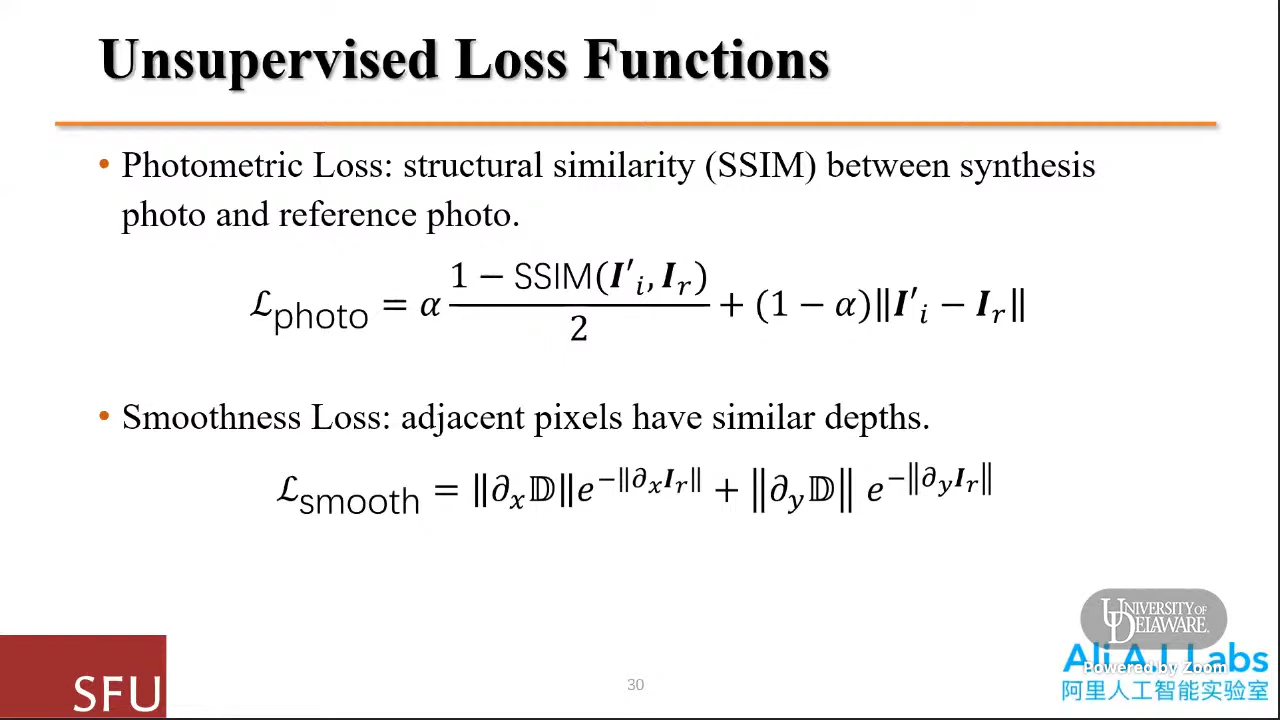 Unsupervised Loss Functions
• Photometric Loss: structural similarity (SSIM) between synthesis
photo and reference photo.
ℒphoto = α (1 − SSIM(I′ᵢ, Iᵣ))/2 + (1 − α)‖I′ᵢ − Iᵣ‖
• Smoothness Loss: adjacent pixels have similar depths.
ℒsmooth = ‖∂ₓ𝔻‖e^(−‖∂ₓIᵣ‖) + ‖∂ᵧ𝔻‖ e^(−‖∂ᵧIᵣ‖)
UNIVERSITY OF
DELAWARE.
Ali A.I. Labs
Powered by Zoom
阿里人工智能实验室
SFU
30